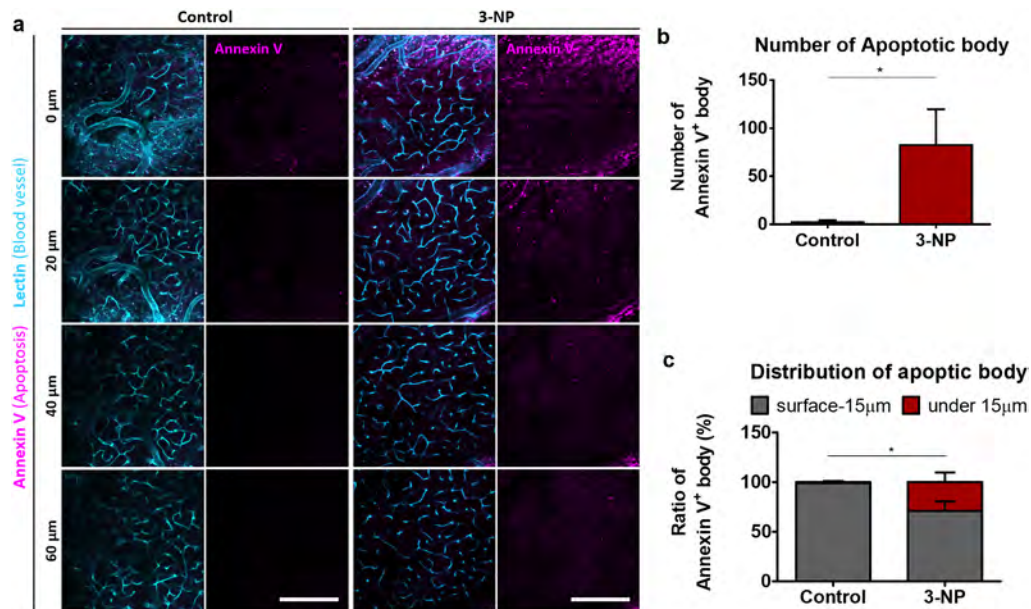 a
Control
3-NP
Annexin V
Annexin V
0 µm
20 µm
40 µm
60 µm
Lectin (Blood vessel)
Annexin V (Apoptosis)
b
Number of Apoptotic body
Number of
Annexin V+ body
150
100
50
0
*
Control
3-NP
c
Distribution of apoptic body
surface-15µm
under 15µm
Ratio of
Annexin V+ body (%)
150
100
50
0
*
Control
3-NP